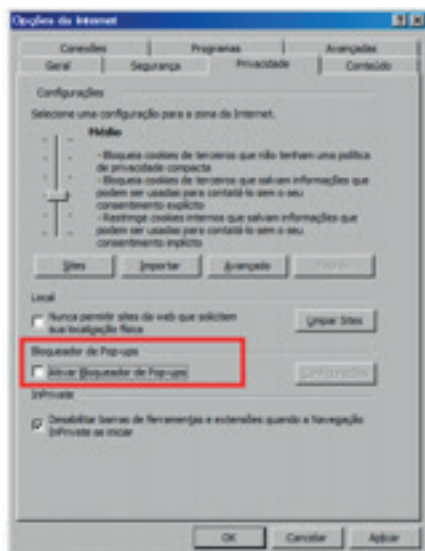 Opções da Internet
Conexões Programas Avançadas
Geral Segurança Privacidade Conteúdo
Configurações
Selecione uma configuração para a zona da Internet.
Médio
- Bloqueia cookies de terceiros que não tenham uma política
de privacidade compacta
- Bloqueia cookies de terceiros que salvam informações que
podem ser usadas para contatá-lo sem o seu
consentimento explícito
- Restringe cookies internos que salvam informações que
podem ser usadas para contatá-lo sem o seu
consentimento implícito
Sites Importar Avançado
Local
Nunca permitir sites da web que solicitem
sua localização física
Limpar Sites
Bloqueador de Pop-ups
Ativar Bloqueador de Pop-ups
Configurações
InPrivate
Desabilitar barras de ferramentas e extensões quando a Navegação
InPrivate se iniciar
OK Cancelar Aplicar